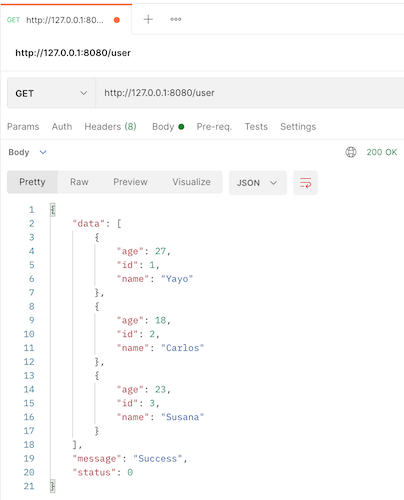 GET http://127.0.0.1:80...
http://127.0.0.1:8080/user
GET http://127.0.0.1:8080/user
Params Auth Headers (8) Body Pre-req. Tests Settings
Body 200 OK
Pretty Raw Preview Visualize JSON
1 {
2 "data": [
3 {
4 "age": 27,
5 "id": 1,
6 "name": "Yayo"
7 },
8 {
9 "age": 18,
10 "id": 2,
11 "name": "Carlos"
12 },
13 {
14 "age": 23,
15 "id": 3,
16 "name": "Susana"
17 }
18 ],
19 "message": "Success",
20 "status": 0
21 }